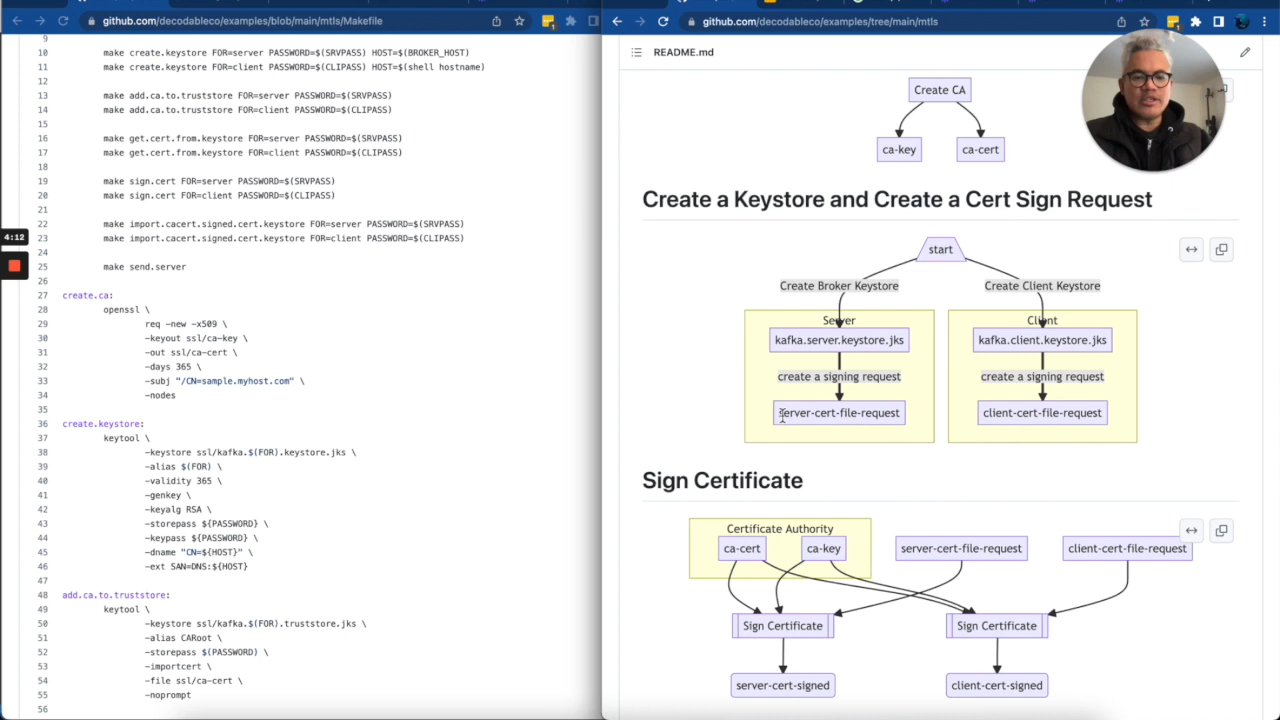 github.com/decodableco/examples/blob/main/mtls/Makefile
9
10 make create.keystore FOR=server PASSWORD=$(SRVPASS) HOST=$(BROKER_HOST)
11 make create.keystore FOR=client PASSWORD=$(CLIPASS) HOST=$(shell hostname)
12
13 make add.ca.to.truststore FOR=server PASSWORD=$(SRVPASS)
14 make add.ca.to.truststore FOR=client PASSWORD=$(CLIPASS)
15
16 make get.cert.from.keystore FOR=server PASSWORD=$(SRVPASS)
17 make get.cert.from.keystore FOR=client PASSWORD=$(CLIPASS)
18
19 make sign.cert FOR=server PASSWORD=$(SRVPASS)
20 make sign.cert FOR=client PASSWORD=$(CLIPASS)
21
22 make import.cacert.signed.cert.keystore FOR=server PASSWORD=$(SRVPASS)
4:12
23 make import.cacert.signed.cert.keystore FOR=client PASSWORD=$(CLIPASS)
24
25 make send.server
26
27 create.ca:
28 openssl \
29 req -new -x509 \
30 -keyout ssl/ca-key \
31 -out ssl/ca-cert \
32 -days 365 \
33 -subj "/CN=sample.myhost.com" \
34 -nodes
35
36 create.keystore:
37 keytool \
38 -keystore ssl/kafka.$(FOR).keystore.jks \
39 -alias $(FOR) \
40 -validity 365 \
41 -genkey \
42 -keyalg RSA \
43 -storepass ${PASSWORD} \
44 -keypass ${PASSWORD} \
45 -dname "CN=${HOST}" \
46 -ext SAN=DNS:${HOST}
47
48 add.ca.to.truststore:
49 keytool \
50 -keystore ssl/kafka.$(FOR).truststore.jks \
51 -alias CARoot \
52 -storepass $(PASSWORD) \
53 -importcert \
54 -file ssl/ca-cert \
55 -noprompt
56
github.com/decodableco/examples/tree/main/mtls
README.md
Create CA
ca-key ca-cert
Create a Keystore and Create a Cert Sign Request
start
Create Broker Keystore Create Client Keystore
Server Client
kafka.server.keystore.jks kafka.client.keystore.jks
create a signing request create a signing request
server-cert-file-request client-cert-file-request
Sign Certificate
Certificate Authority
ca-cert ca-key server-cert-file-request client-cert-file-request
Sign Certificate Sign Certificate
server-cert-signed client-cert-signed